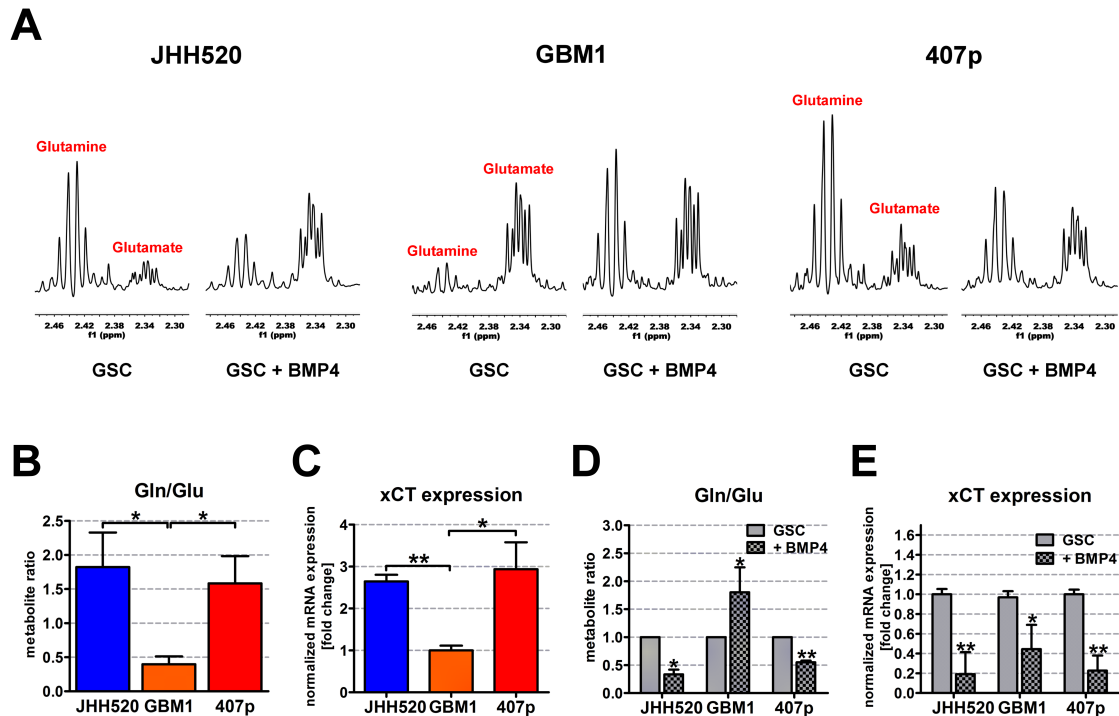 A
JHH520 GBM1 407p
Glutamine Glutamate Glutamine Glutamate Glutamine Glutamate
2.46 2.42 2.38 2.34 2.30 2.46 2.42 2.38 2.34 2.30 2.46 2.42 2.38 2.34 2.30 2.46 2.42 2.38 2.34 2.30 2.46 2.42 2.38 2.34 2.30 2.46 2.42 2.38 2.34 2.30
f1 (ppm) f1 (ppm) f1 (ppm) f1 (ppm) f1 (ppm) f1 (ppm)
GSC GSC + BMP4 GSC GSC + BMP4 GSC GSC + BMP4
B
Gln/Glu
metabolite ratio
2.5
2.0
1.5
1.0
0.5
0.0
* *
JHH520 GBM1 407p
C
xCT expression
normalized mRNA expression
[fold change]
4
3
2
1
0
** *
JHH520 GBM1 407p
D
Gln/Glu
metabolite ratio
3.0
2.5
2.0
1.5
1.0
0.5
0.0
GSC
+ BMP4
* * **
JHH520 GBM1 407p
E
xCT expression
normalized mRNA expression
[fold change]
1.6
1.4
1.2
1.0
0.8
0.6
0.4
0.2
0.0
GSC
+ BMP4
** * **
JHH520 GBM1 407p